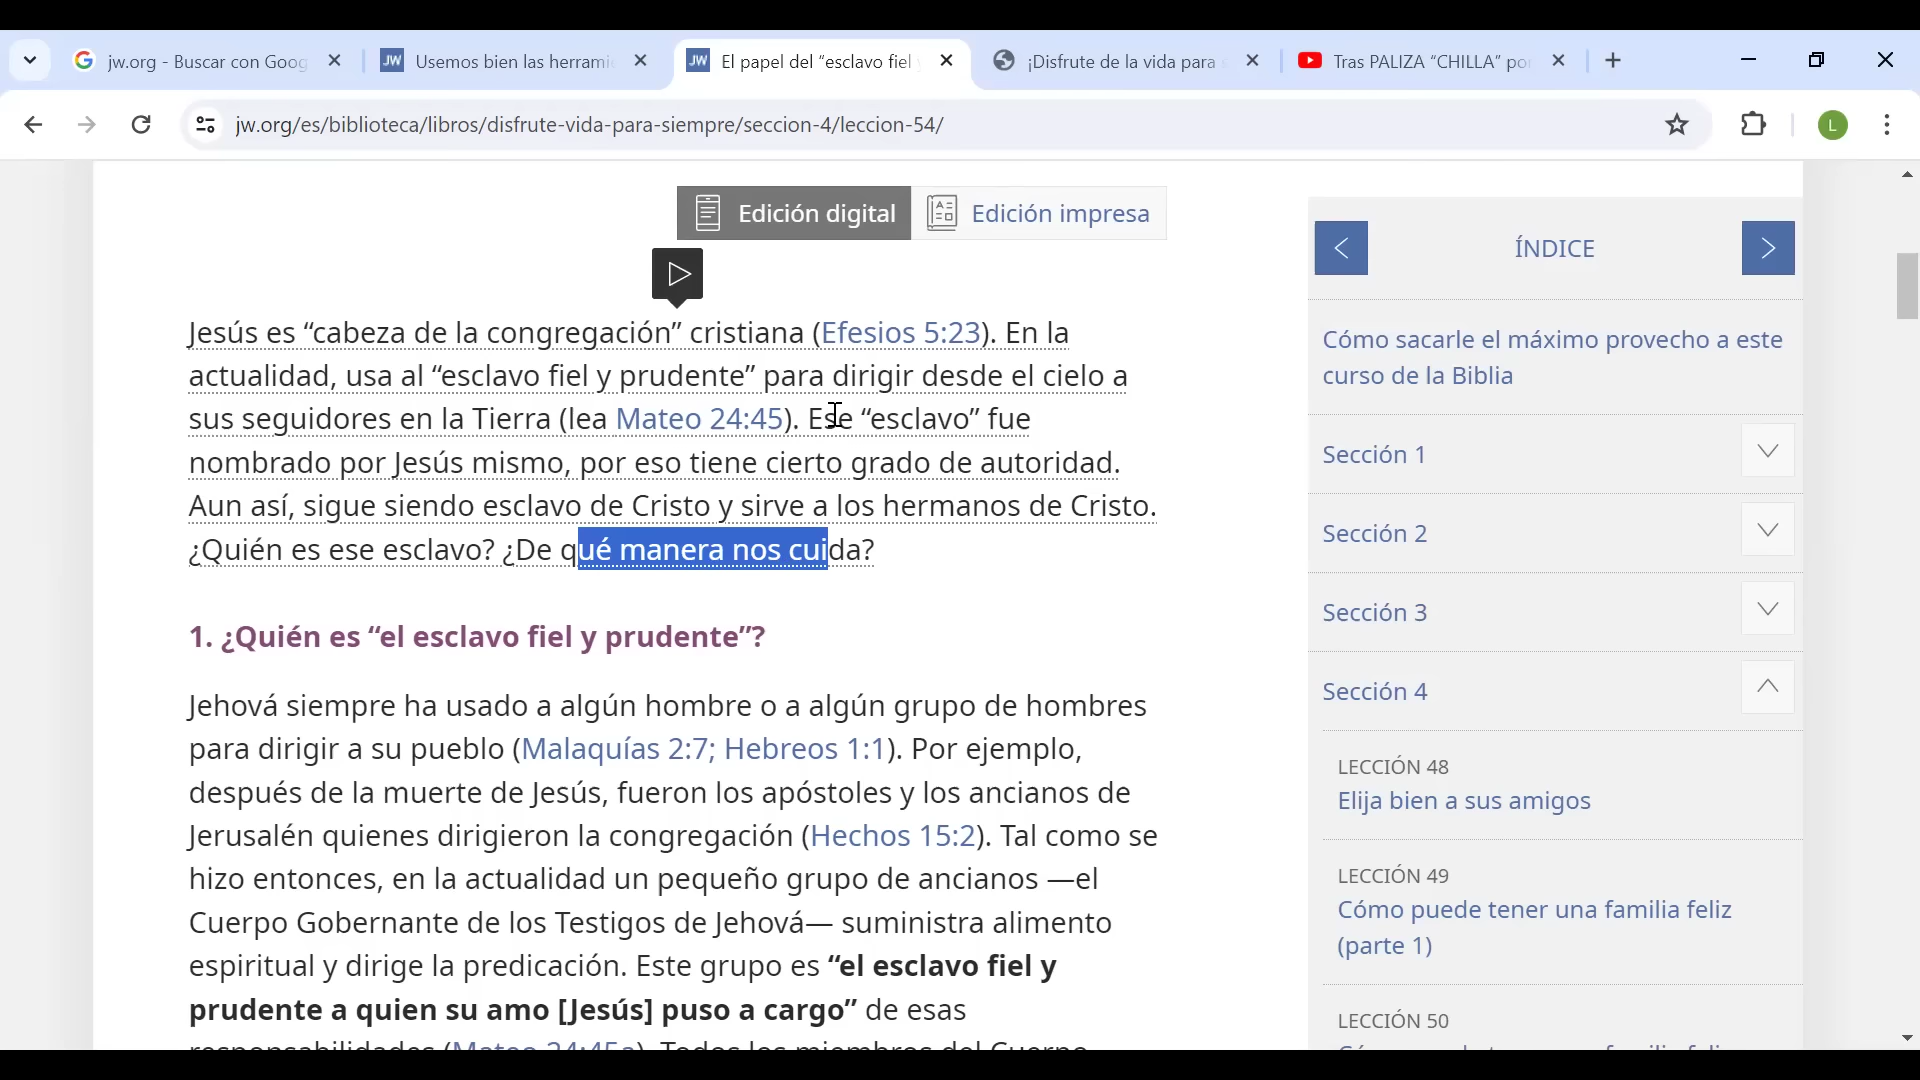 jw.org - Buscar con Goog
Usemos bien las herrami
El papel del “esclavo fiel y
¡Disfrute de la vida para s
Tras PALIZA “CHILLA” po
jw.org/es/biblioteca/libros/disfrute-vida-para-siempre/seccion-4/leccion-54/
L
Edición digital
Edición impresa
Jesús es “cabeza de la congregación” cristiana (Efesios 5:23). En la
actualidad, usa al “esclavo fiel y prudente” para dirigir desde el cielo a
sus seguidores en la Tierra (lea Mateo 24:45). Ese “esclavo” fue
nombrado por Jesús mismo, por eso tiene cierto grado de autoridad.
Aun así, sigue siendo esclavo de Cristo y sirve a los hermanos de Cristo.
¿Quién es ese esclavo? ¿De qué manera nos cuida?
1. ¿Quién es “el esclavo fiel y prudente”?
Jehová siempre ha usado a algún hombre o a algún grupo de hombres
para dirigir a su pueblo (Malaquías 2:7; Hebreos 1:1). Por ejemplo,
después de la muerte de Jesús, fueron los apóstoles y los ancianos de
Jerusalén quienes dirigieron la congregación (Hechos 15:2). Tal como se
hizo entonces, en la actualidad un pequeño grupo de ancianos —el
Cuerpo Gobernante de los Testigos de Jehová— suministra alimento
espiritual y dirige la predicación. Este grupo es “el esclavo fiel y
prudente a quien su amo [Jesús] puso a cargo” de esas
responsabilidades (Mateo 24:45a). Todos los miembros del Cuerpo
ÍNDICE
Cómo sacarle el máximo provecho a este
curso de la Biblia
Sección 1
Sección 2
Sección 3
Sección 4
LECCIÓN 48
Elija bien a sus amigos
LECCIÓN 49
Cómo puede tener una familia feliz
(parte 1)
LECCIÓN 50